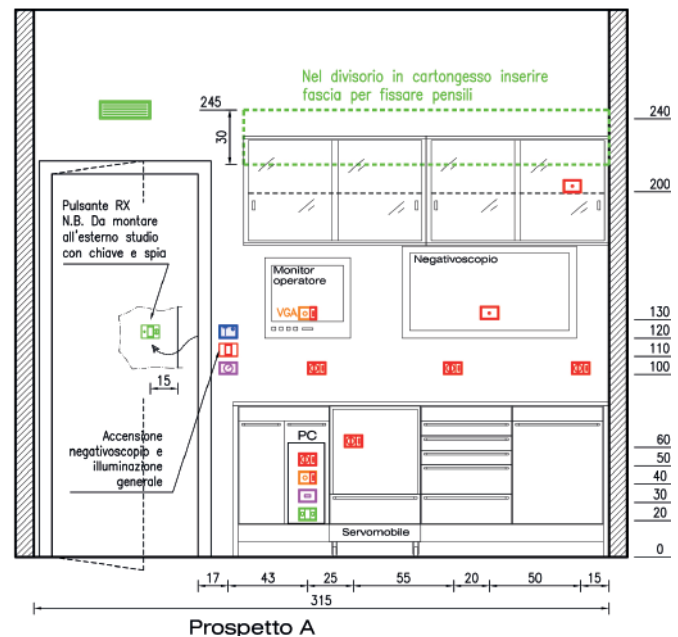 Nel divisorio in cartongesso inserire
fascia per fissare pensili
245
240
30
200
Pulsante RX
N.B. Da montare
all'esterno studio
con chiave e spia
Monitor
operatore
Negativoscopio
VGA
130
120
110
100
15
Accensione
negativoscopio e
illuminazione
generale
PC
60
50
40
30
20
Servomobile
0
17 43 25 55 20 50 15
315
Prospetto A